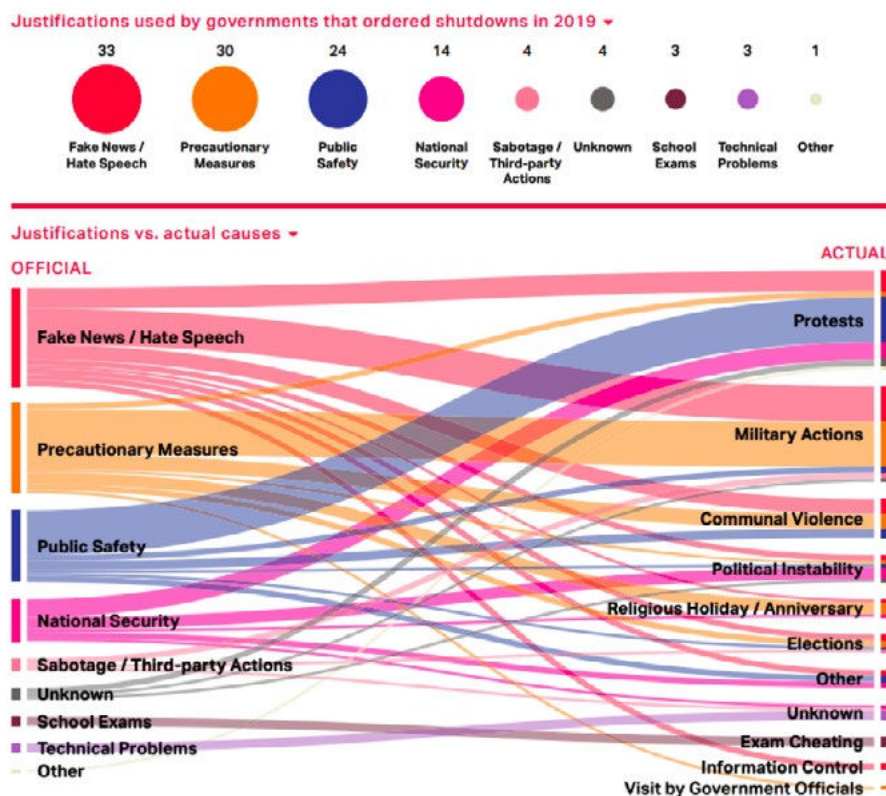 Justifications used by governments that ordered shutdowns in 2019
33 30 24 14 4 4 3 3 1
Fake News / Precautionary Public National Sabotage / Unknown School Technical Other
Hate Speech Measures Safety Security Third-party Exams Problems
Actions
Justifications vs. actual causes
ACTUAL
OFFICIAL
Protests
Fake News / Hate Speech
Military Actions
Precautionary Measures
Communal Violence
Public Safety
Political Instability
Religious Holiday / Anniversary
National Security
Elections
Sabotage / Third-party Actions
Other
Unknown
Unknown
School Exams
Exam Cheating
Technical Problems
Information Control
Other
Visit by Government Officials